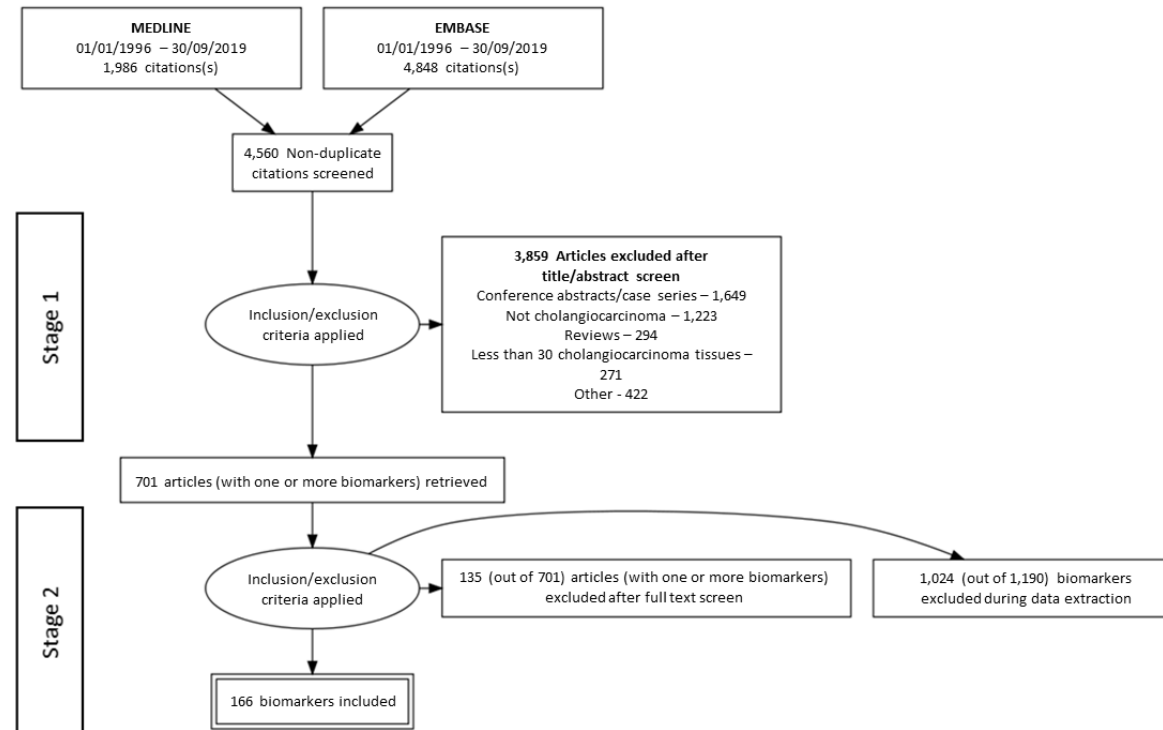 MEDLINE
01/01/1996 – 30/09/2019
1,986 citations(s)
EMBASE
01/01/1996 – 30/09/2019
4,848 citations(s)
4,560 Non-duplicate
citations screened
Stage 1
Inclusion/exclusion
criteria applied
3,859 Articles excluded after
title/abstract screen
Conference abstracts/case series – 1,649
Not cholangiocarcinoma – 1,223
Reviews – 294
Less than 30 cholangiocarcinoma tissues –
271
Other - 422
701 articles (with one or more biomarkers) retrieved
Stage 2
Inclusion/exclusion
criteria applied
135 (out of 701) articles (with one or more biomarkers)
excluded after full text screen
1,024 (out of 1,190) biomarkers
excluded during data extraction
166 biomarkers included